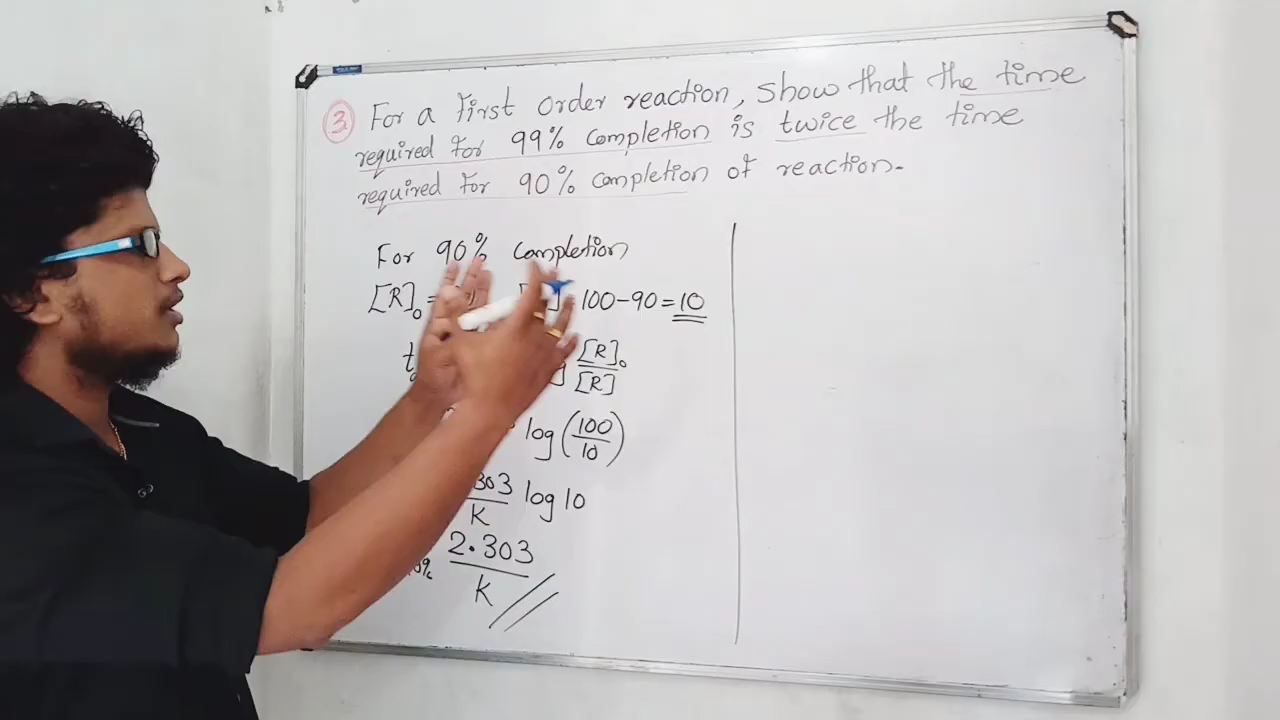 3 For a first Order reaction, show that the time
required for 99% completion is twice the time
required for 90% completion of reaction.
For 90% completion
[R]₀ = 100-90=10
t [R]₀
[R]
log (100/10)
303/K log 10
% 2.303/K